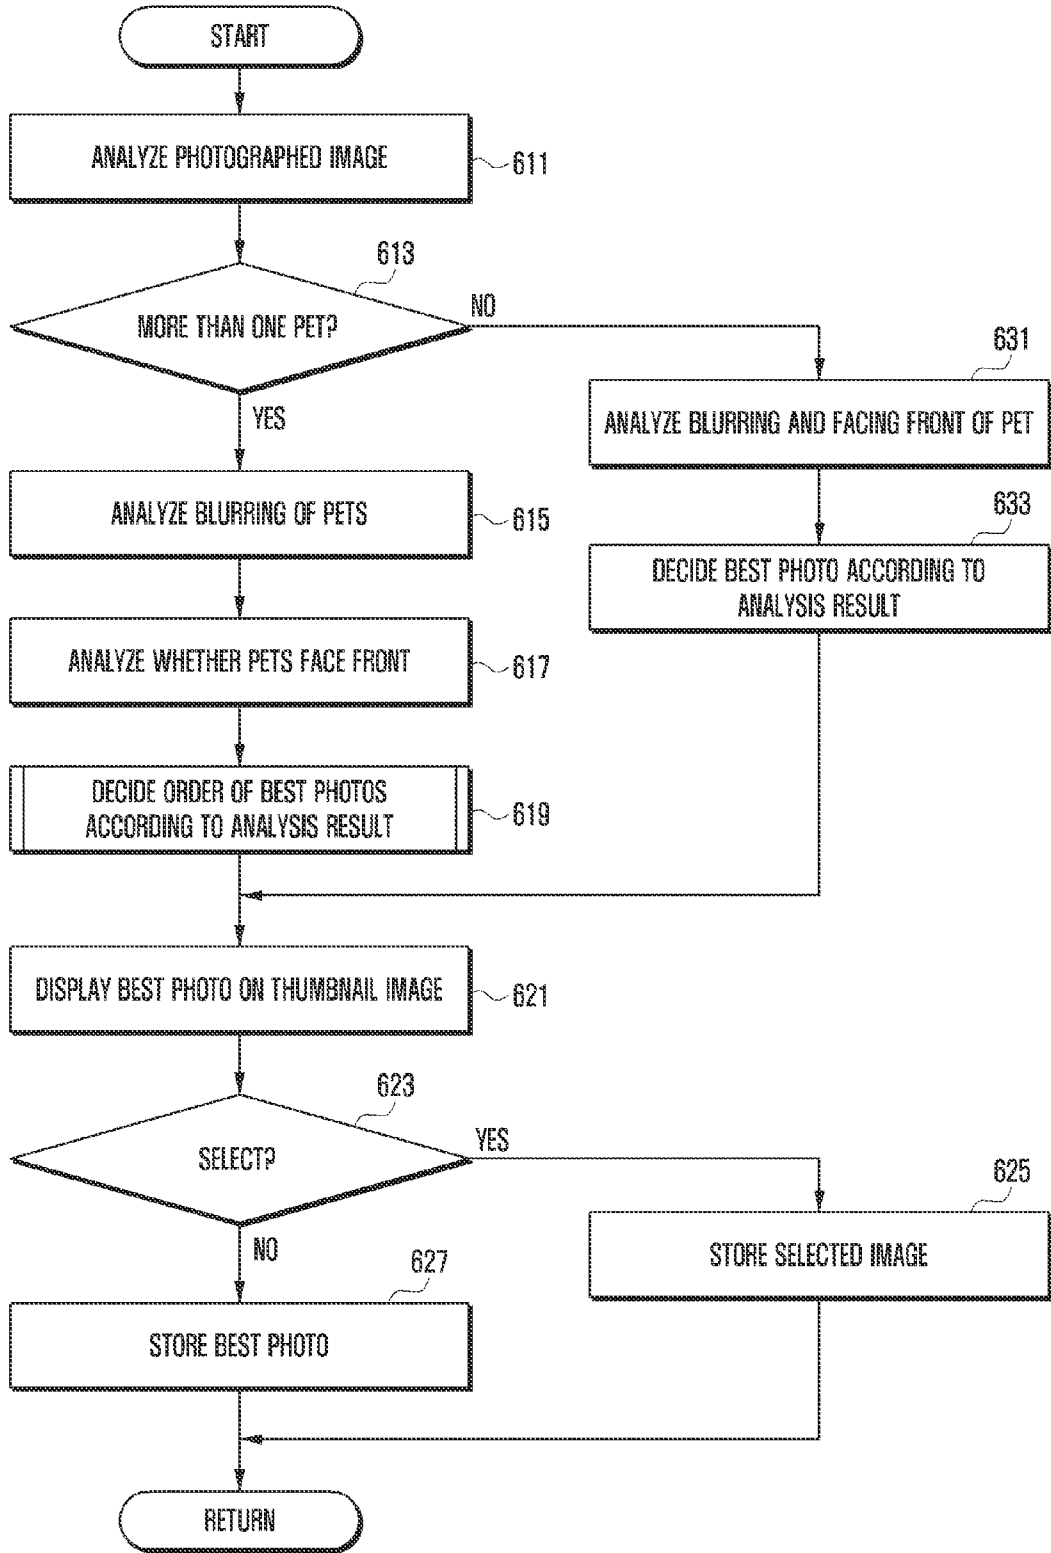 START
ANALYZE PHOTOGRAPHED IMAGE
611
613
MORE THAN ONE PET?
NO
YES
631
ANALYZE BLURRING AND FACING FRONT OF PET
ANALYZE BLURRING OF PETS
615
633
DECIDE BEST PHOTO ACCORDING TO
ANALYSIS RESULT
ANALYZE WHETHER PETS FACE FRONT
617
DECIDE ORDER OF BEST PHOTOS
ACCORDING TO ANALYSIS RESULT
619
DISPLAY BEST PHOTO ON THUMBNAIL IMAGE
621
623
SELECT?
YES
NO
625
STORE SELECTED IMAGE
627
STORE BEST PHOTO
RETURN